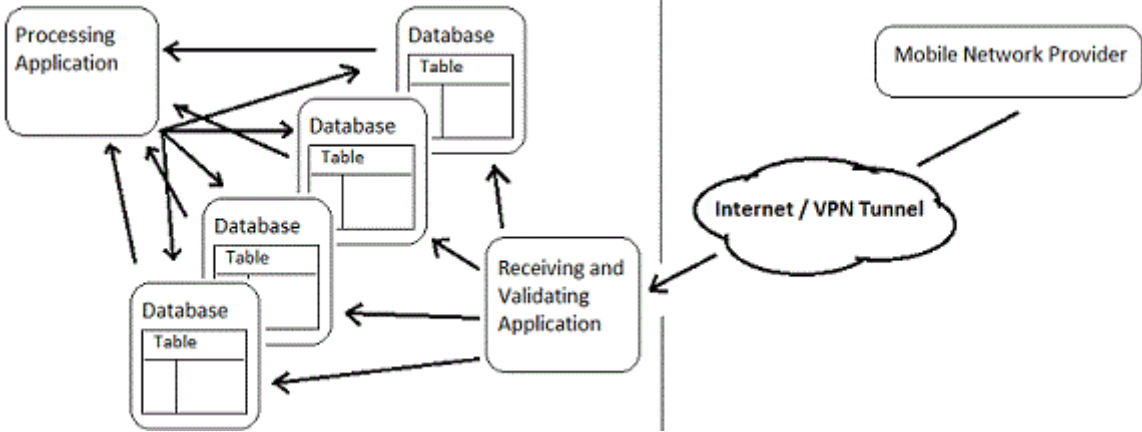 Processing
Application
Database
Table
Database
Table
Database
Table
Database
Table
Receiving and
Validating
Application
Internet / VPN Tunnel
Mobile Network Provider